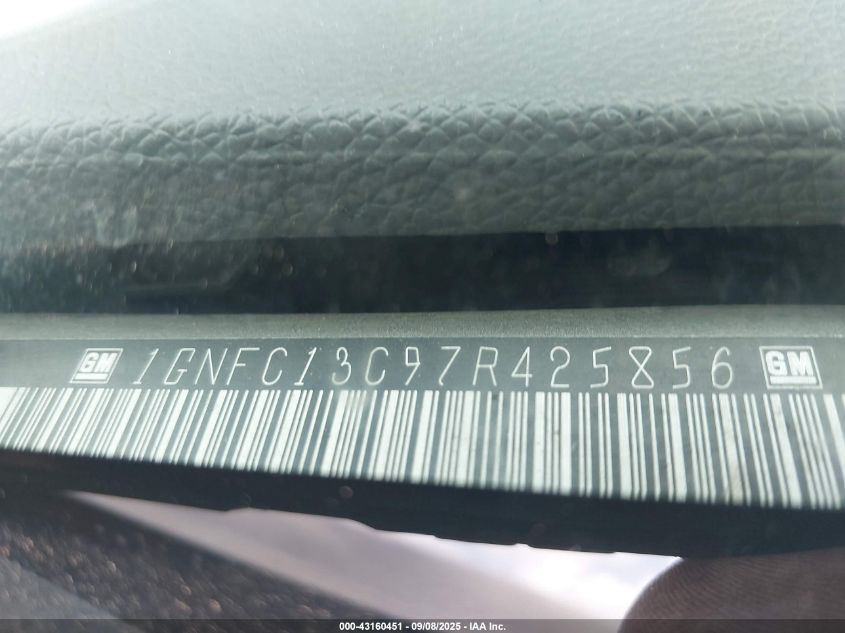 GM 1GNFC13C97R425856 GM
000-43160451 - 09/08/2025 - IAA Inc.